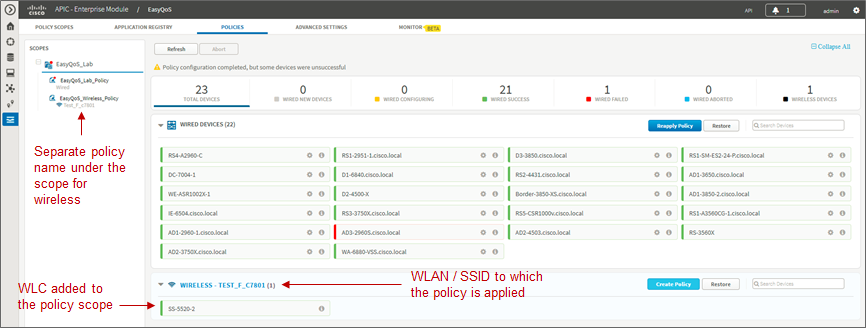 cisco APIC - Enterprise Module / EasyQoS API 1 admin
POLICY SCOPES APPLICATION REGISTRY POLICIES ADVANCED SETTINGS MONITOR BETA
SCOPES
Refresh Abort Collapse All
EasyQoS_Lab
EasyQoS_Lab_Policy
Wired
EasyQoS_Wireless_Policy
Test_F_c7801
Policy configuration completed, but some devices were unsuccessful
23 0 0 21 1 0 1
TOTAL DEVICES WIRED NEW DEVICES WIRED CONFIGURING WIRED SUCCESS WIRED FAILED WIRED ABORTED WIRELESS DEVICES
WIRED DEVICES (22) Reapply Policy Restore Search Devices
RS4-A2960-C RS1-2951-1.cisco.local D3-3850.cisco.local RS1-SM-ES2-24-P.cisco.local
DC-7004-1 D1-6840.cisco.local RS2-4431.cisco.local AD1-3650.cisco.local
WE-ASR1002X-1 D2-4500-X Border-3850-XS.cisco.local AD1-3850-2.cisco.local
IE-6504.cisco.local RS3-3750X.cisco.local RS5-CSR1000v.cisco.local RS1-A3560CG-1.cisco.local
AD1-2960-1.cisco.local AD3-2960S.cisco.local AD2-4503.cisco.local RS-3560X
AD2-3750X.cisco.local WA-6880-VSS.cisco.local
WIRELESS - TEST_F_C7801 (1) Create Policy Restore Search Devices
S5-5520-2
Separate policy
name under the
scope for
wireless
WLC added to
the policy scope
WLAN / SSID to which
the policy is applied